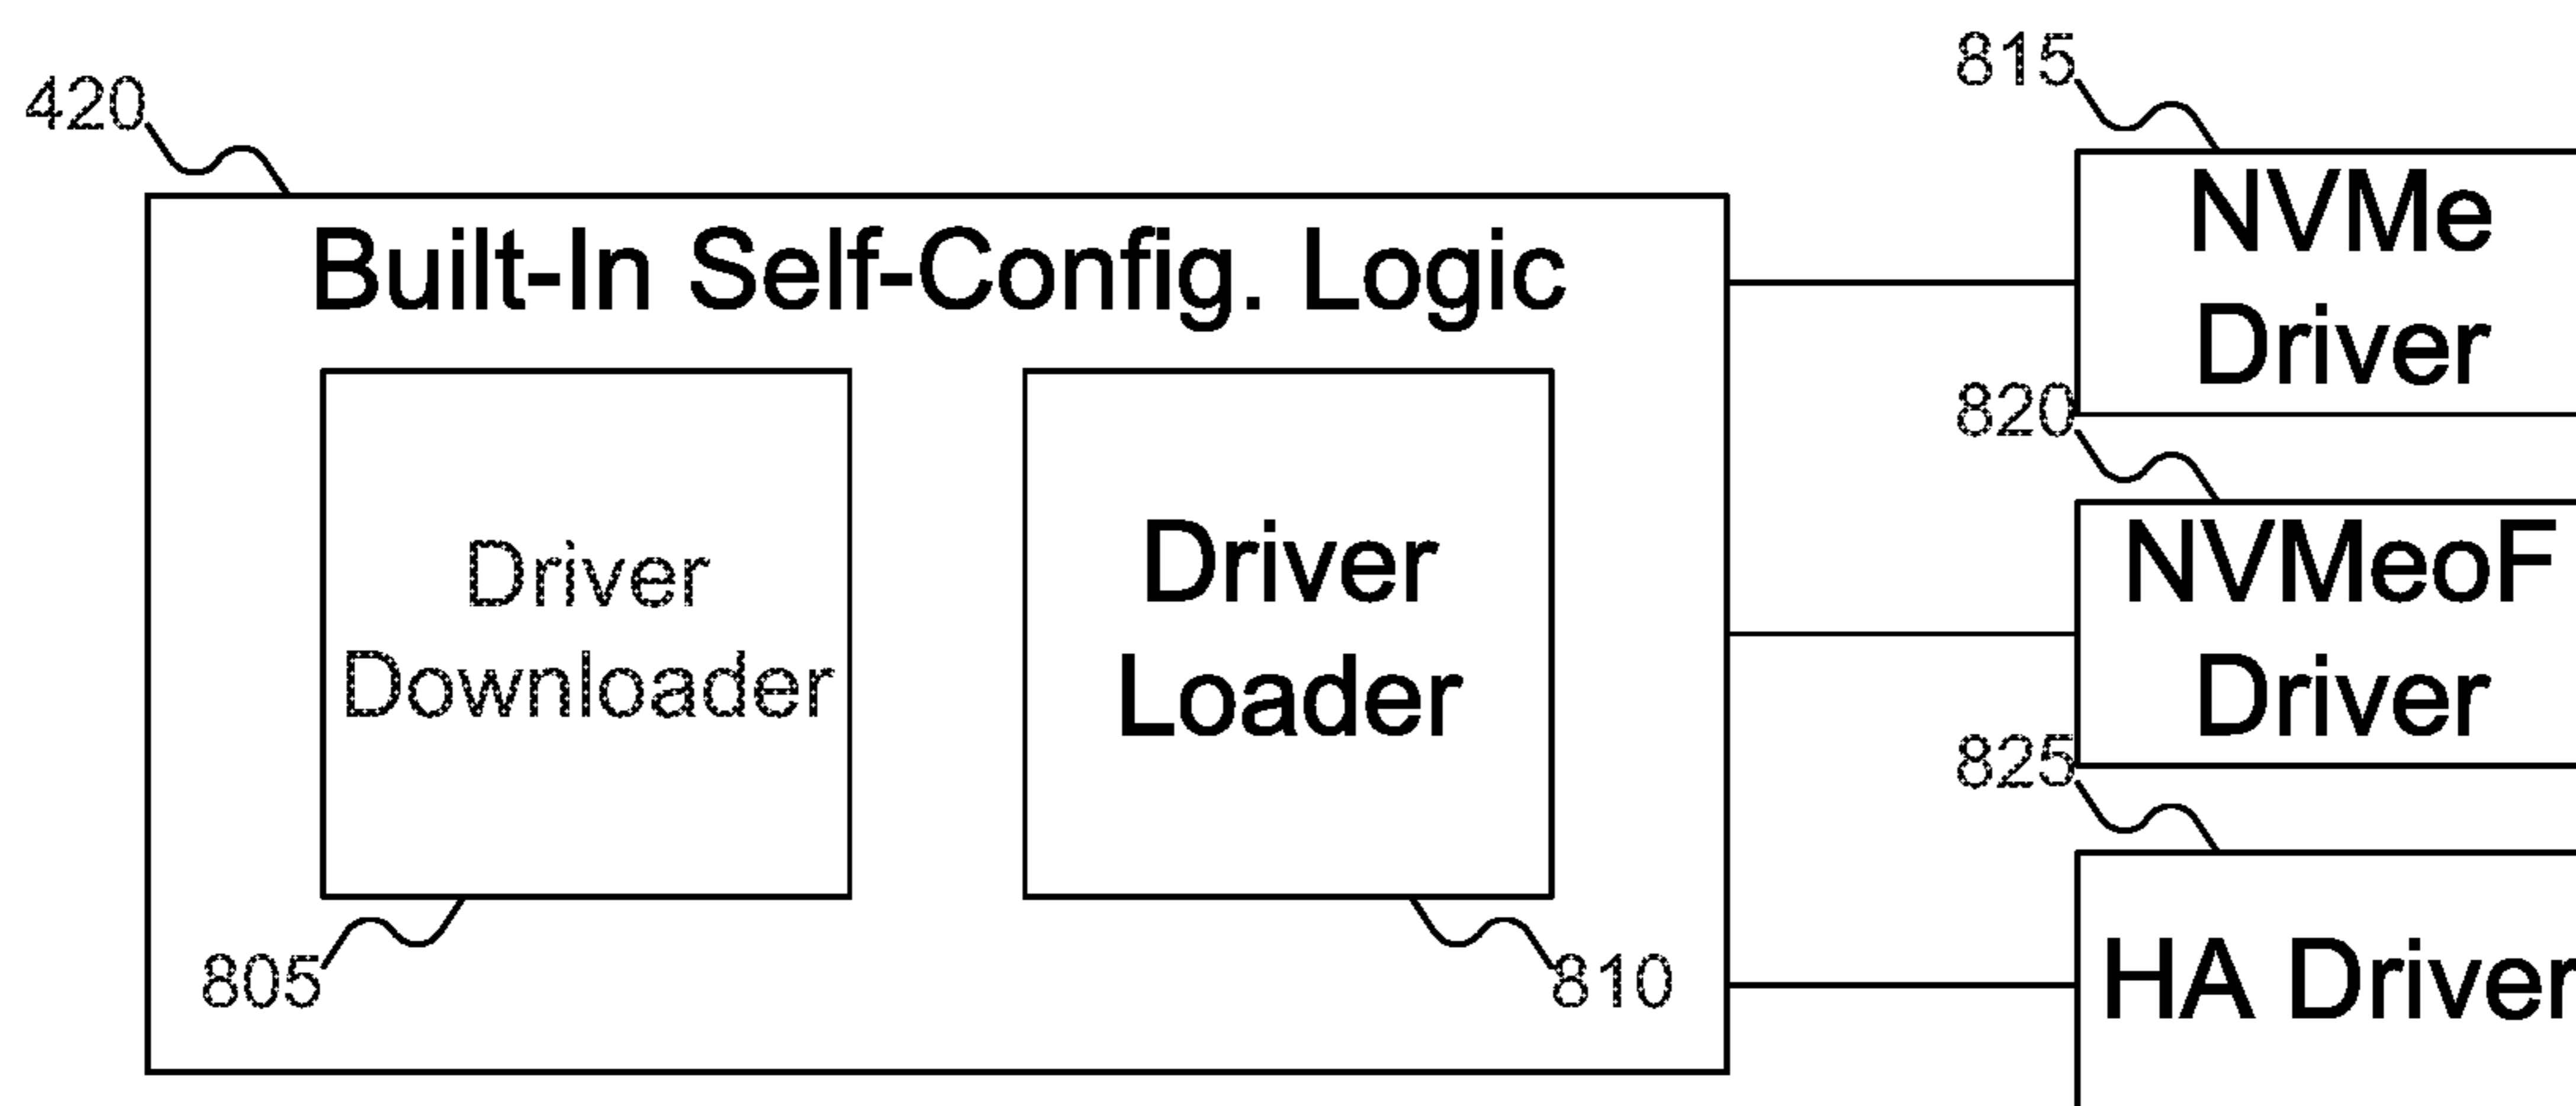 420
815
Built-In Self-Config. Logic
NVMe
Driver
820
Driver
Downloader
Driver
Loader
NVMeoF
Driver
825
805
810
HA Driver